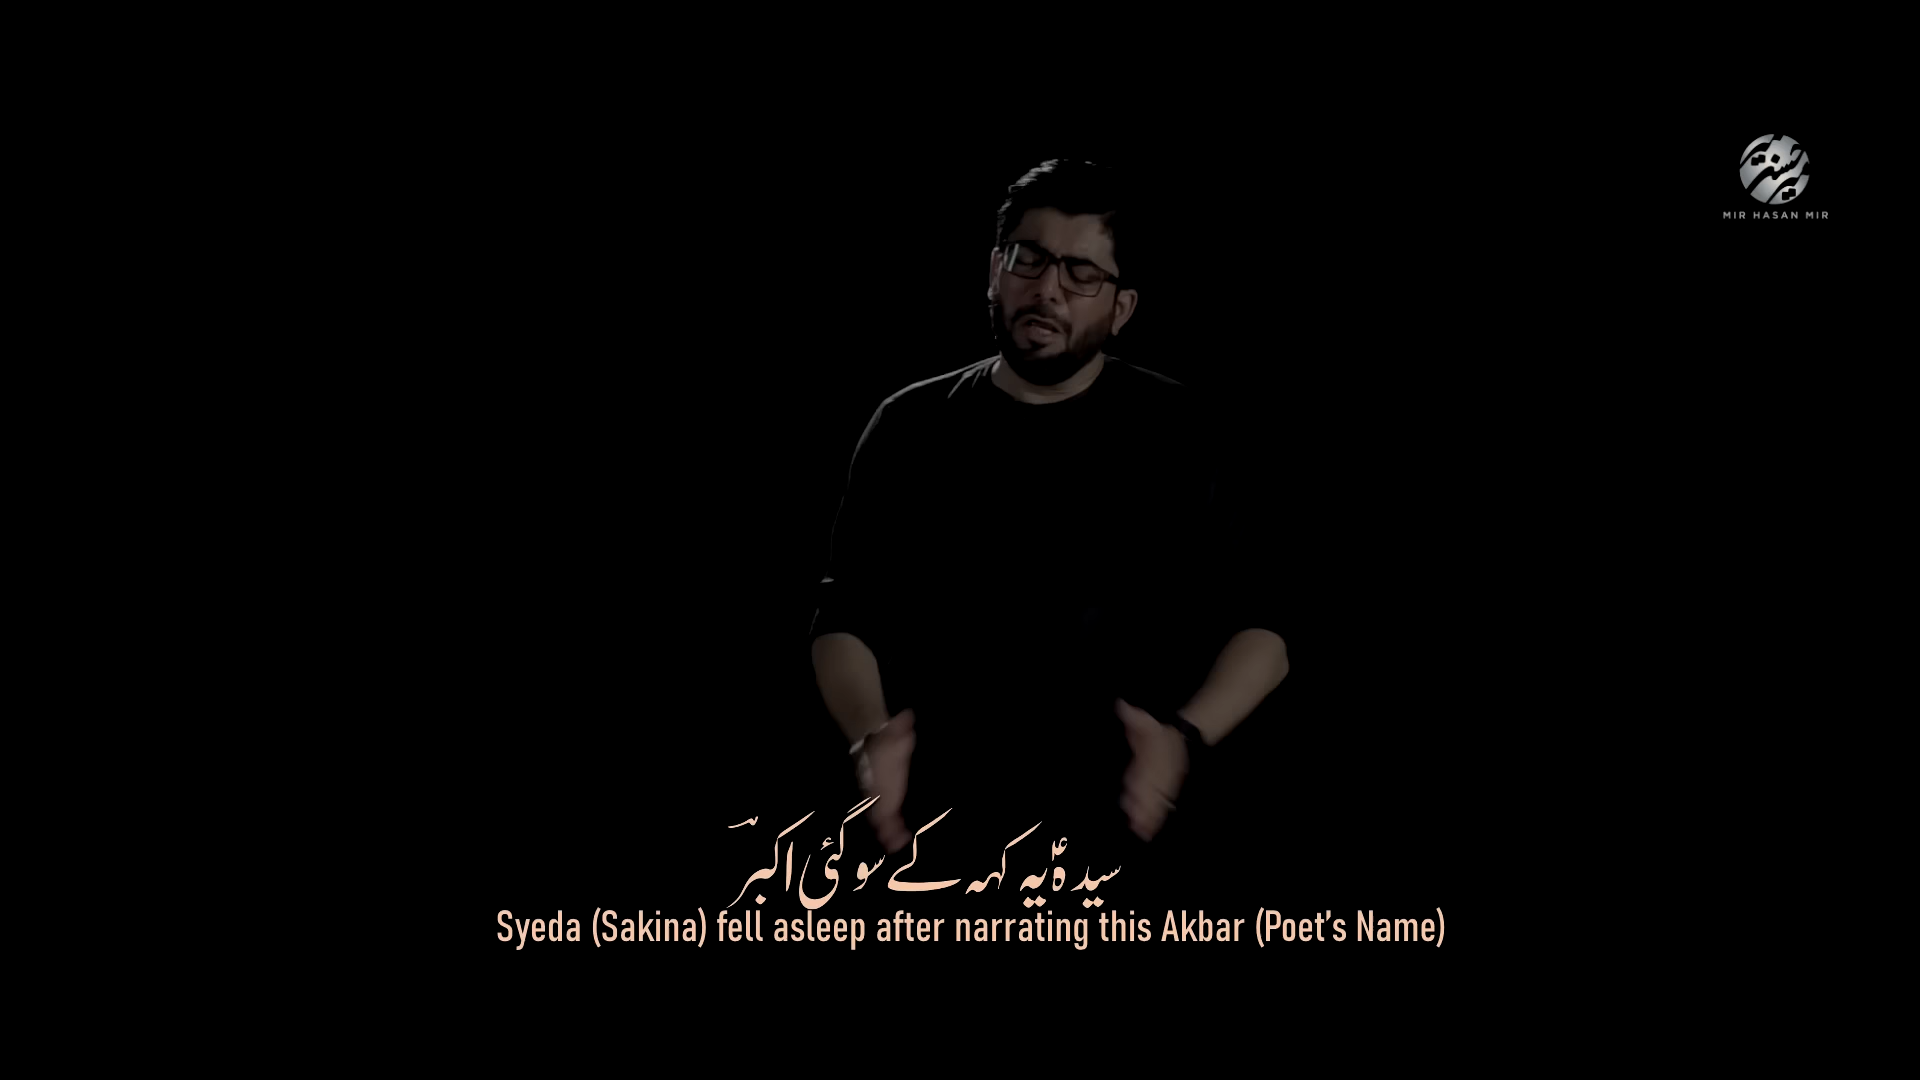 MIR HASAN MIR
سیدہؑ یہ کہہ کے سو گئی اکبرؔ
Syeda (Sakina) fell asleep after narrating this Akbar (Poet's Name)